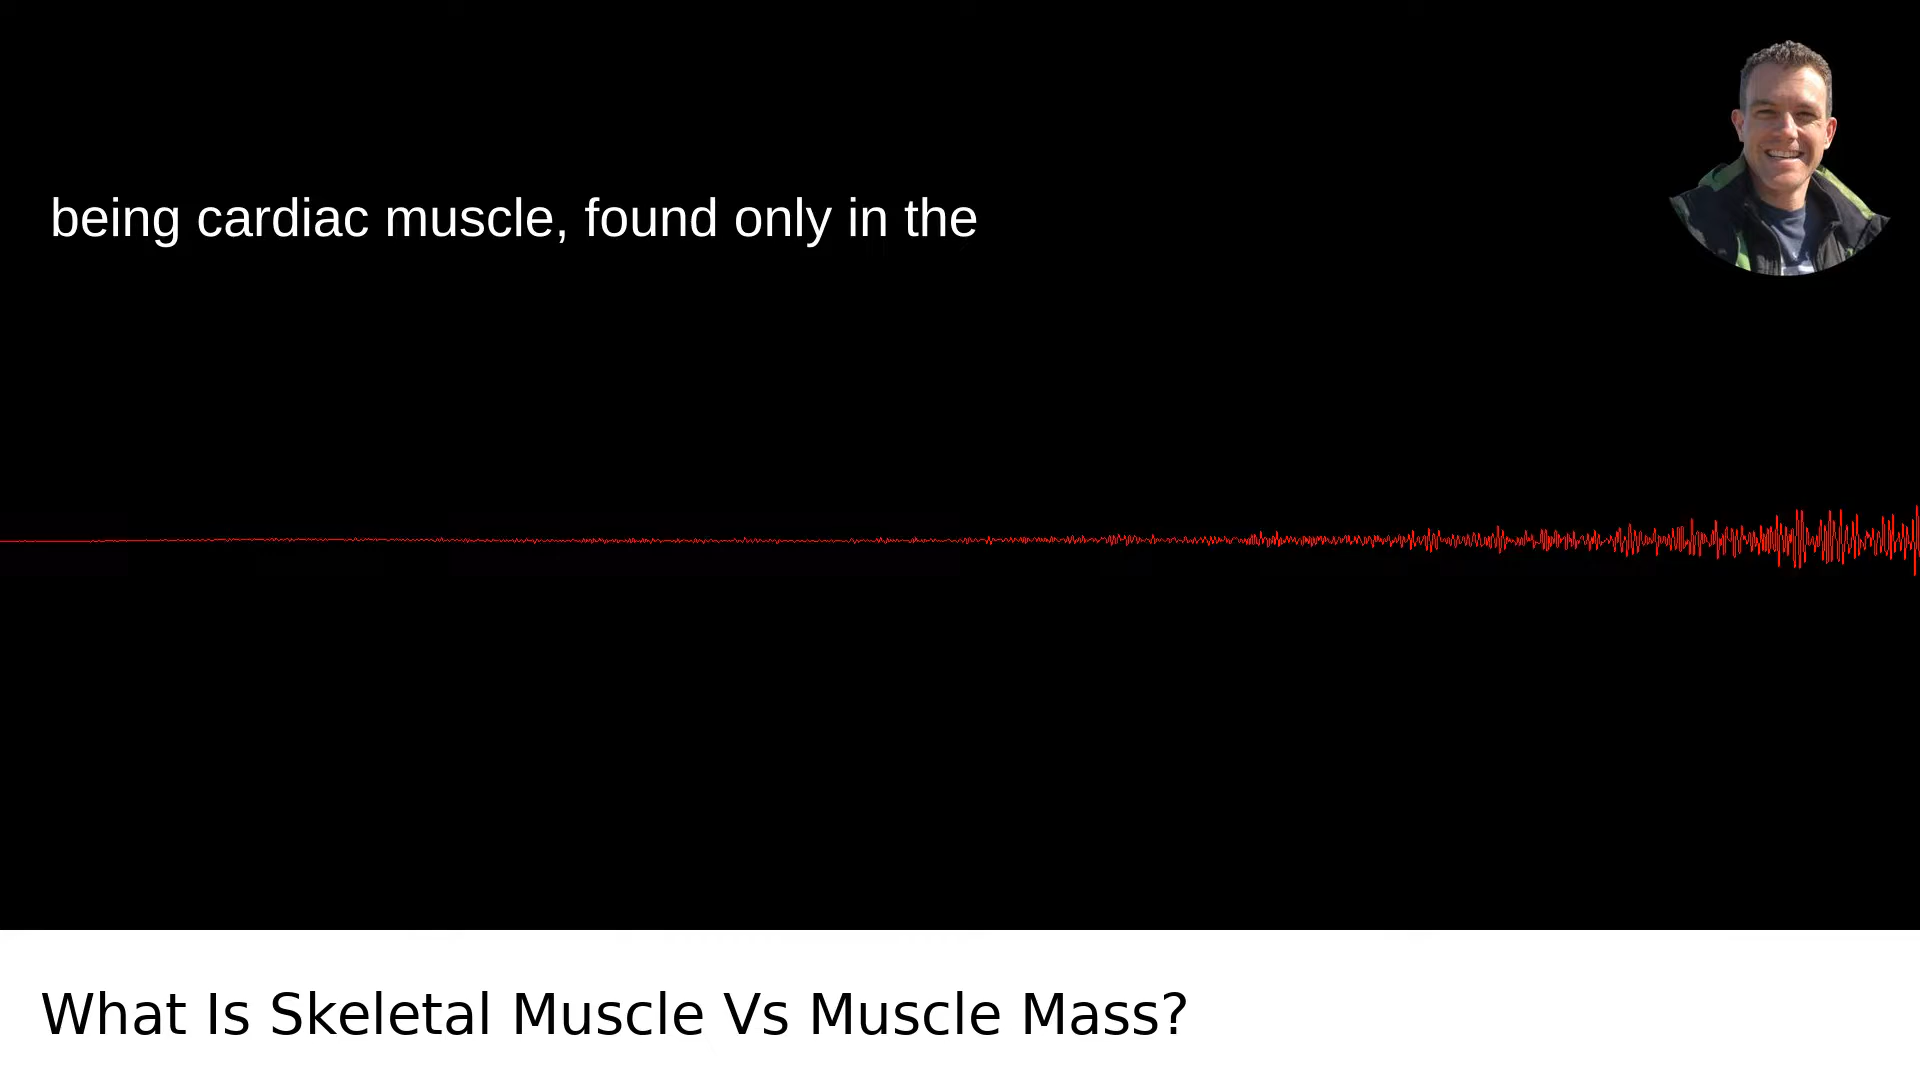 being cardiac muscle, found only in the
What Is Skeletal Muscle Vs Muscle Mass?